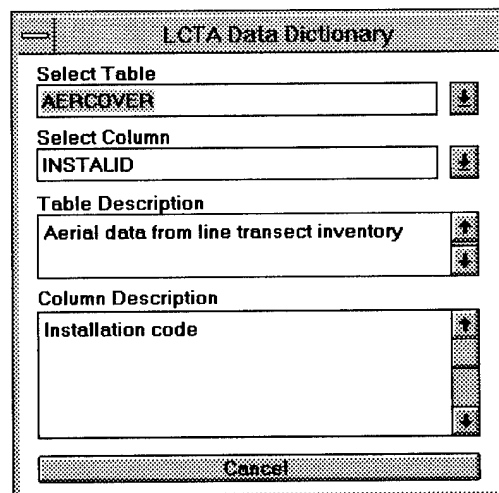 LCTA Data Dictionary
Select Table
AERCOVER
Select Column
INSTALID
Table Description
Aerial data from line transect inventory
Column Description
Installation code
Cancel